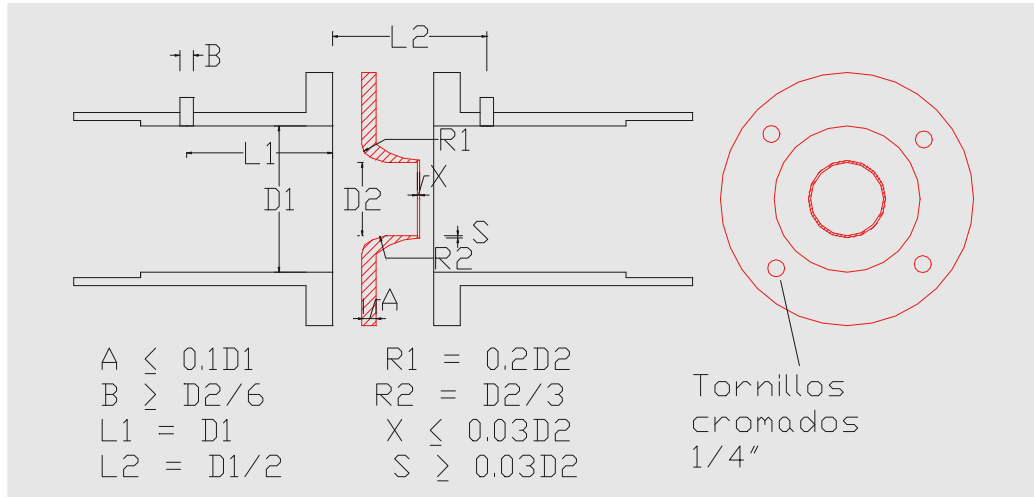 L2
B
R1
L1
X
D1
D2
S
R2
A
A ≤ 0.1D1
R1 = 0.2D2
B ≥ D2/6
R2 = D2/3
L1 = D1
X ≤ 0.03D2
L2 = D1/2
S ≥ 0.03D2
Tornillos
cromados
1/4"